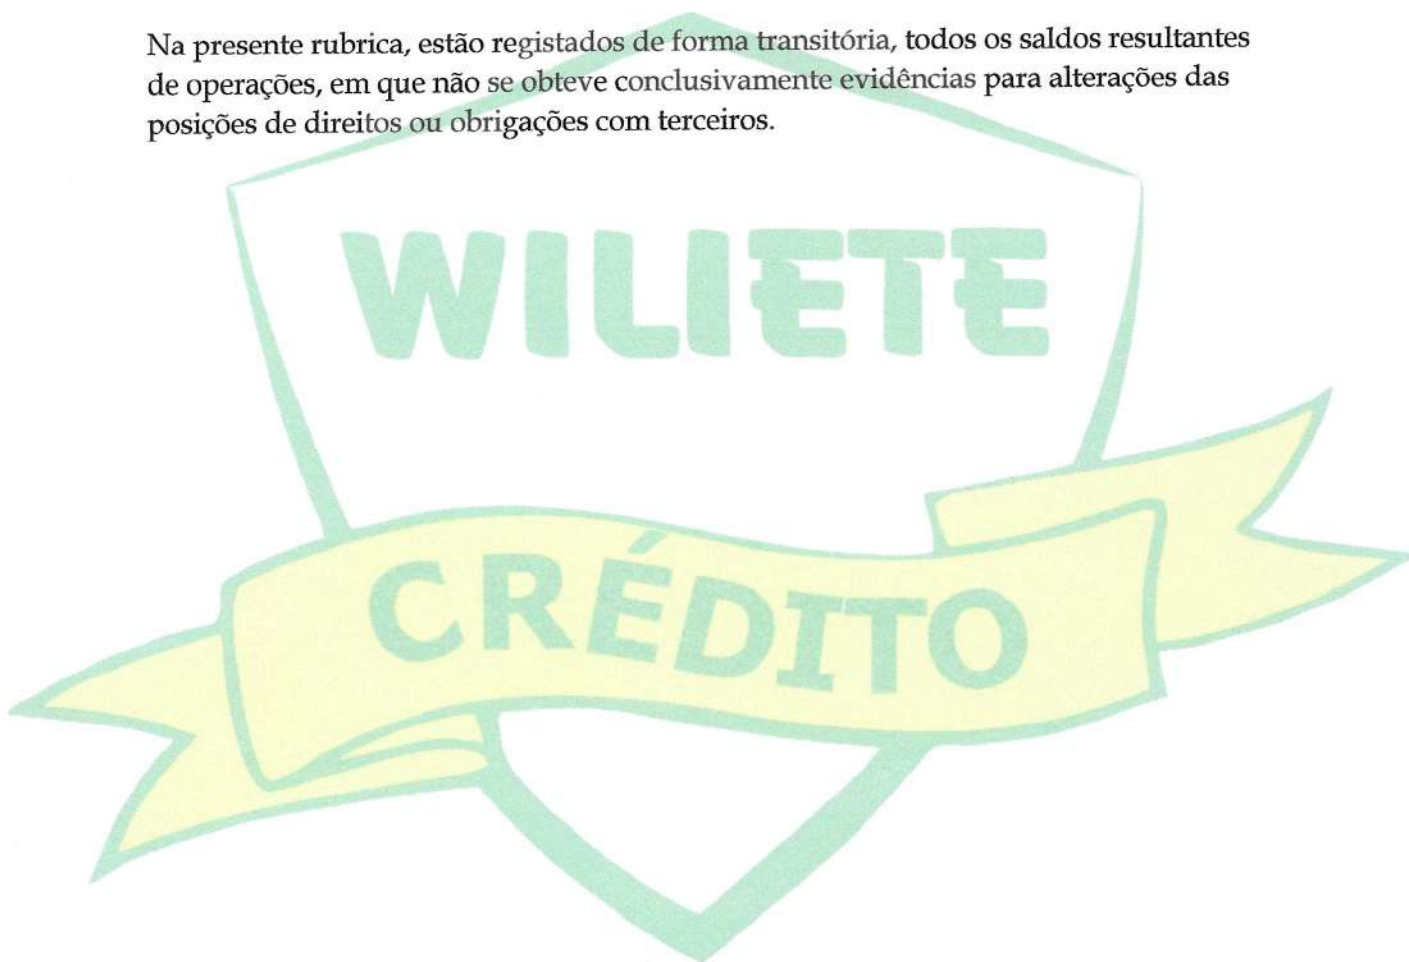 Na presente rubrica, estão registados de forma transitória, todos os saldos resultantes
de operações, em que não se obteve conclusivamente evidências para alterações das
posições de direitos ou obrigações com terceiros.
WILIETE
CRÉDITO